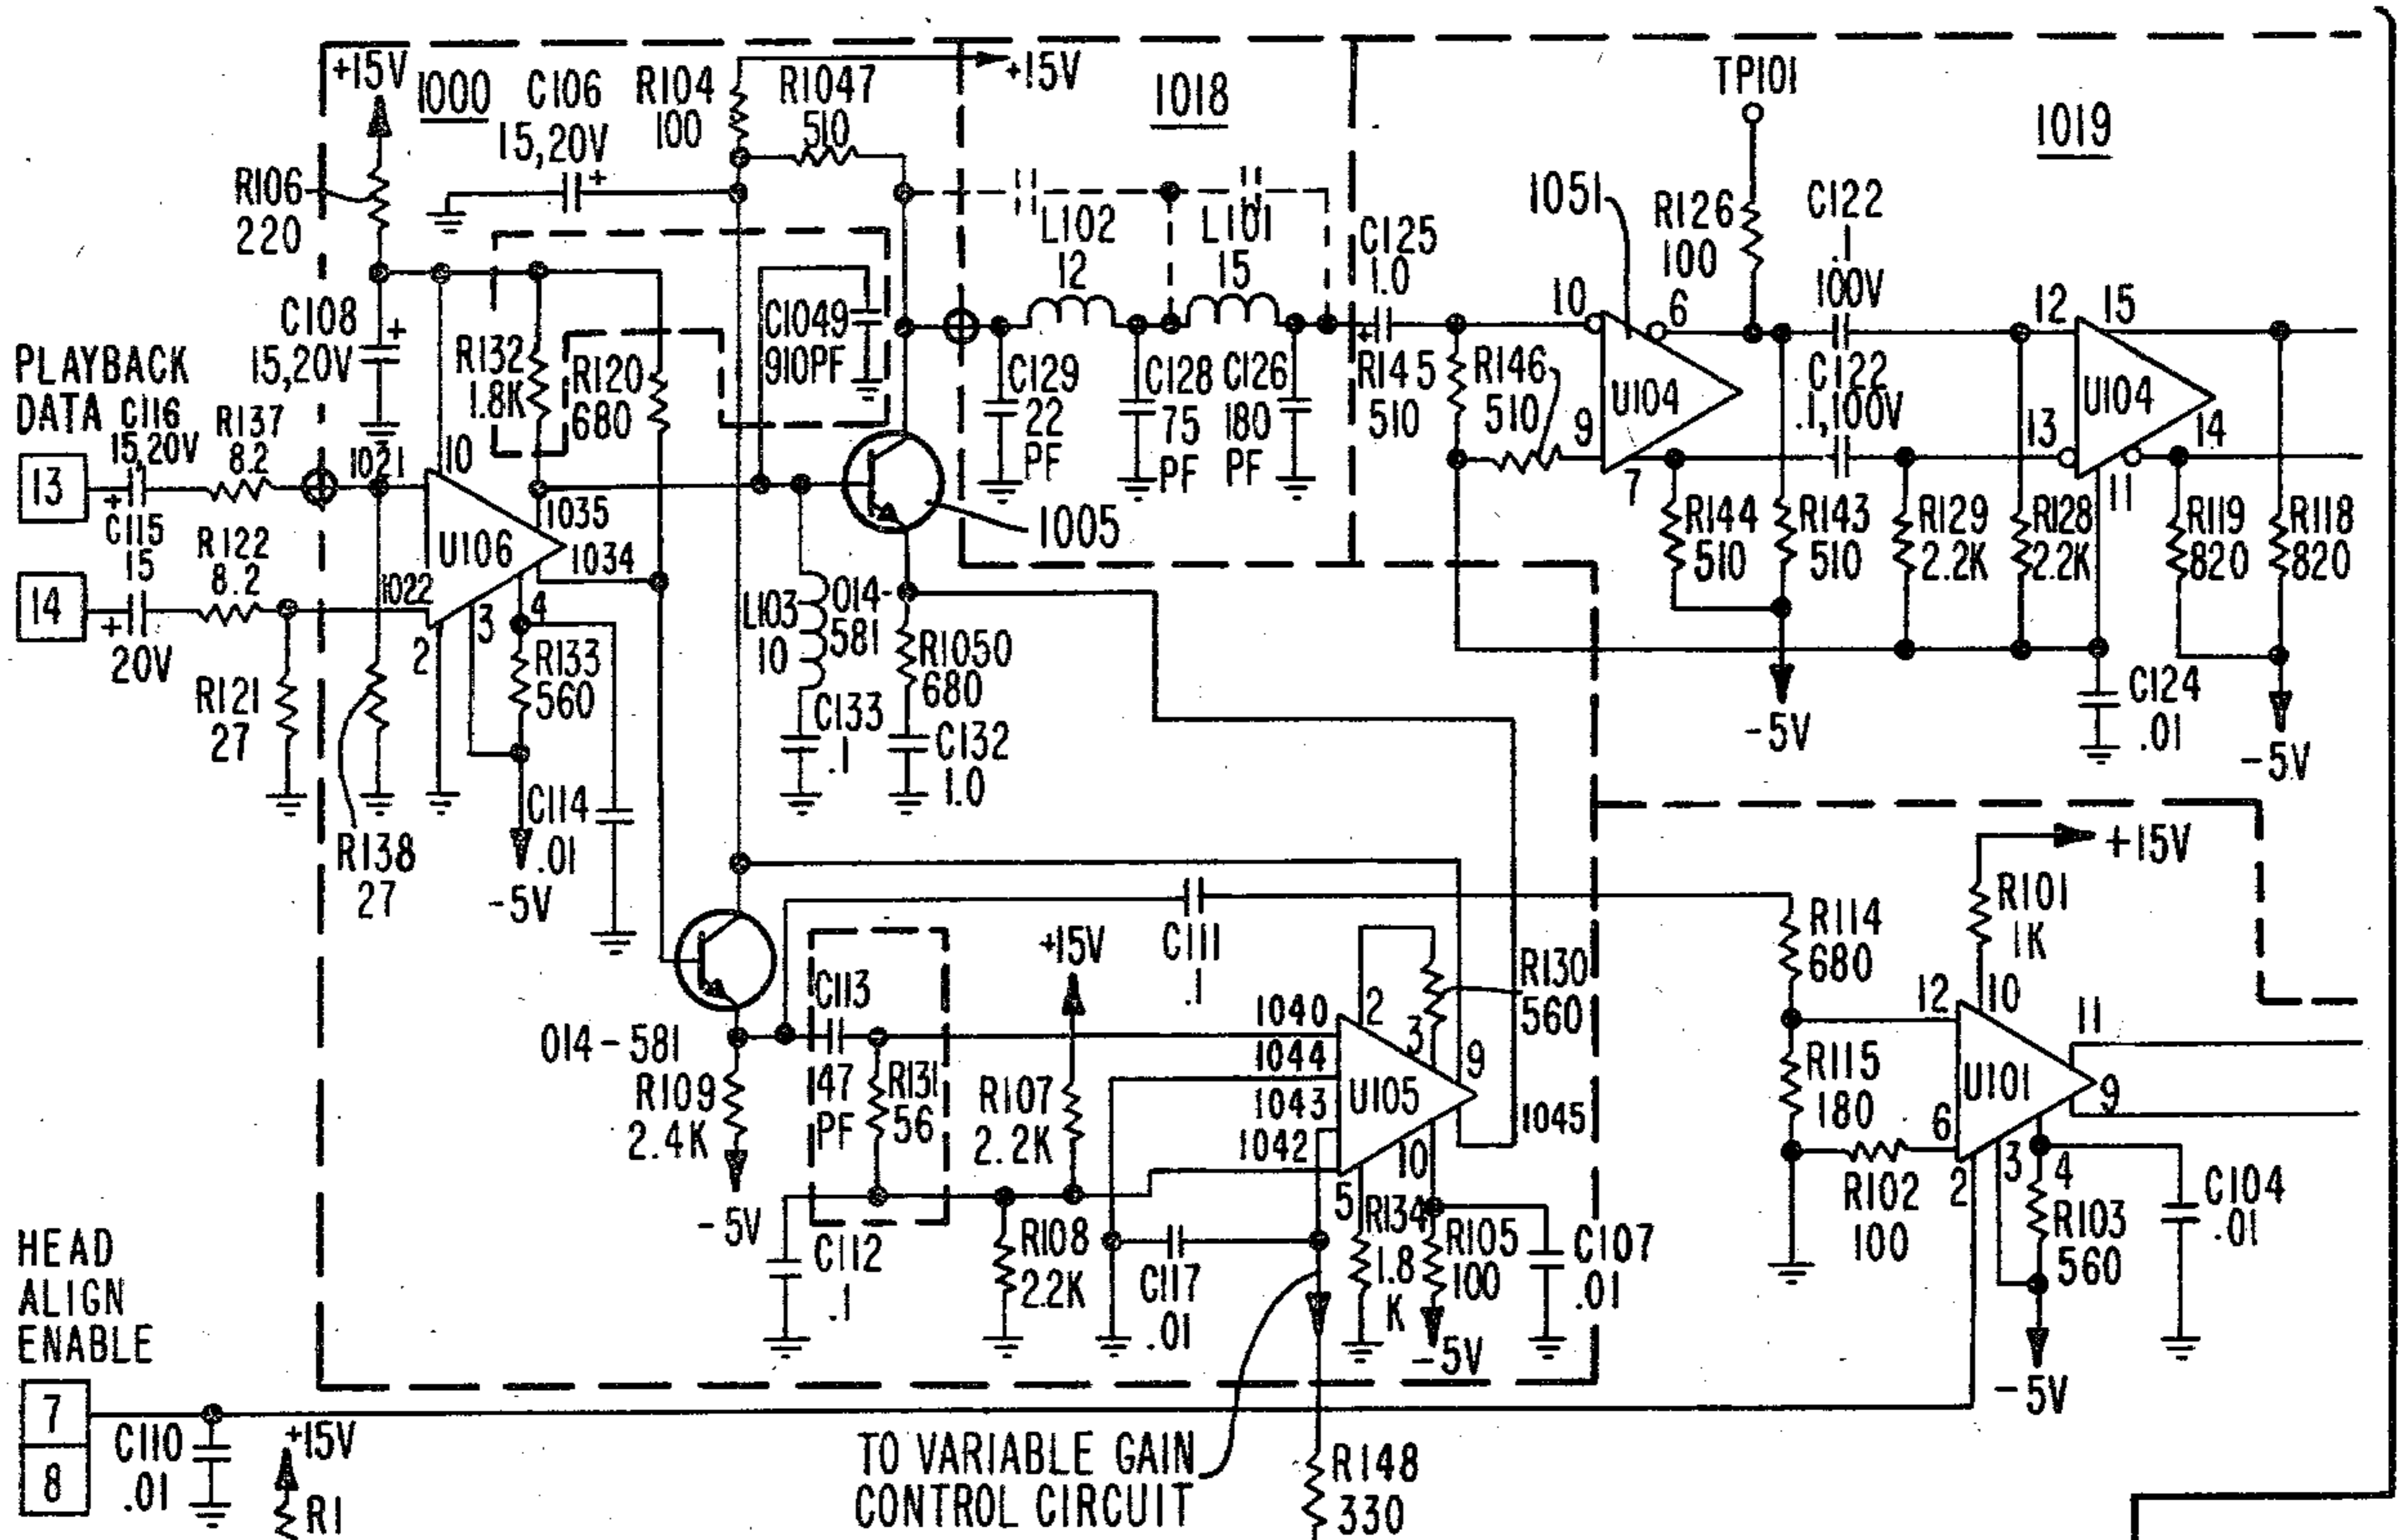 +15V
1000
C106
15,20V
R104
100
R1047
510
+15V
1018
TP101
1019
R106
220
1051
R126
100
C122
.1
100V
L102
12
L101
15
C125
1.0
10
6
12
15
C108
15,20V
R132
1.8K
R120
680
C1049
910PF
C129
22
PF
C128
75
PF
C126
180
PF
R145
510
R146
510
9
U104
7
C122
.1,100V
13
U104
14
11
PLAYBACK
DATA
C116
15,20V
R137
8.2
13
1021
10
C115
15
20V
R122
8.2
14
1022
U106
1035
1034
2
3
4
1005
R144
510
R143
510
R129
2.2K
R128
2.2K
R119
820
R118
820
R121
27
R133
560
L103
10
014-
581
R1050
680
C133
.1
C132
1.0
-5V
C124
.01
-5V
R138
27
C114
.01
-5V
+15V
R101
1K
C111
.1
R114
680
014-581
R109
2.4K
-5V
C113
47
PF
R131
56
+15V
R107
2.2K
1040
1044
1043
1042
2
3
U105
9
10
5
1045
R130
560
12
10
11
R115
180
U101
9
6
2
3
4
R102
100
R103
560
C104
.01
-5V
C112
.1
R108
2.2K
C117
.01
R134
1.8
K
R105
100
-5V
C107
.01
HEAD
ALIGN
ENABLE
7
8
C110
.01
+15V
R1
TO VARIABLE GAIN
CONTROL CIRCUIT
R148
330